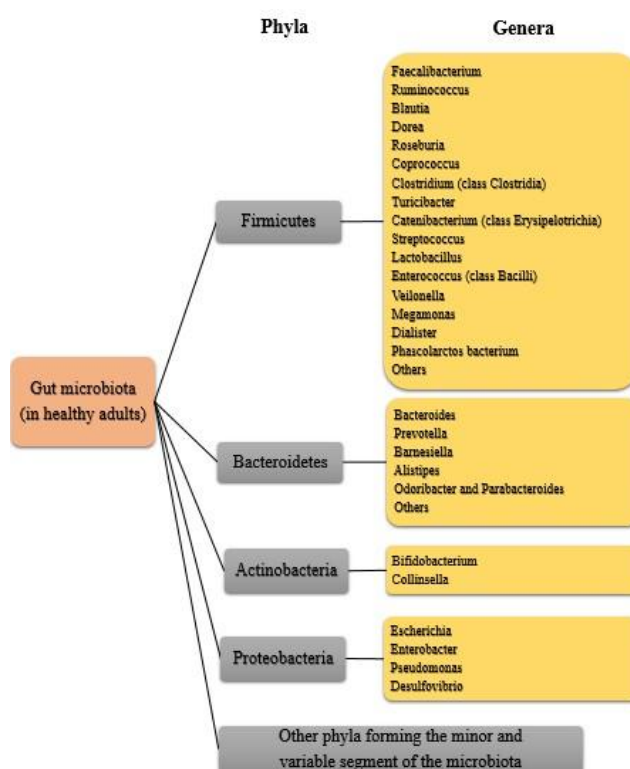 Phyla
Genera
Faecalibacterium
Ruminococcus
Blautia
Dorea
Roseburia
Coprococcus
Clostridium (class Clostridia)
Turicibacter
Catenibacterium (class Erysipelotrichia)
Streptococcus
Lactobacillus
Enterococcus (class Bacilli)
Veilonella
Megamonas
Dialister
Phascolarctos bacterium
Others
Firmicutes
Gut microbiota
(in healthy adults)
Bacteroidetes
Bacteroides
Prevotella
Barnesiella
Alistipes
Odoribacter and Parabacteroides
Others
Actinobacteria
Bifidobacterium
Collinsella
Proteobacteria
Escherichia
Enterobacter
Pseudomonas
Desulfovibrio
Other phyla forming the minor and
variable segment of the microbiota